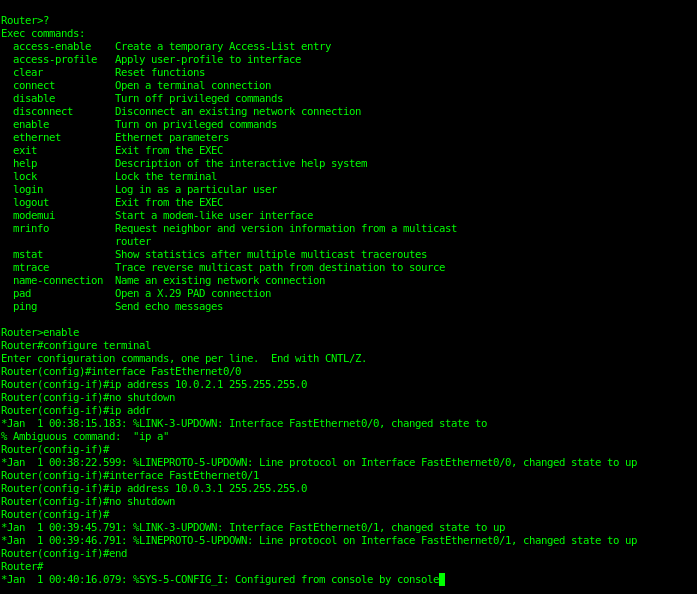 Router>?
Exec commands:
  access-enable    Create a temporary Access-List entry
  access-profile   Apply user-profile to interface
  clear            Reset functions
  connect          Open a terminal connection
  disable          Turn off privileged commands
  disconnect       Disconnect an existing network connection
  enable           Turn on privileged commands
  ethernet         Ethernet parameters
  exit             Exit from the EXEC
  help             Description of the interactive help system
  lock             Lock the terminal
  login            Log in as a particular user
  logout           Exit from the EXEC
  modemui          Start a modem-like user interface
  mrinfo           Request neighbor and version information from a multicast
                   router
  mstat            Show statistics after multiple multicast traceroutes
  mtrace           Trace reverse multicast path from destination to source
  name-connection  Name an existing network connection
  pad              Open a X.29 PAD connection
  ping             Send echo messages

Router>enable
Router#configure terminal
Enter configuration commands, one per line.  End with CNTL/Z.
Router(config)#interface FastEthernet0/0
Router(config-if)#ip address 10.0.2.1 255.255.255.0
Router(config-if)#no shutdown
Router(config-if)#ip addr
*Jan  1 00:38:15.183: %LINK-3-UPDOWN: Interface FastEthernet0/0, changed state to
% Ambiguous command:  "ip a"
Router(config-if)#
*Jan  1 00:38:22.599: %LINEPROTO-5-UPDOWN: Line protocol on Interface FastEthernet0/0, changed state to up
Router(config-if)#interface FastEthernet0/1
Router(config-if)#ip address 10.0.3.1 255.255.255.0
Router(config-if)#no shutdown
Router(config-if)#
*Jan  1 00:39:45.791: %LINK-3-UPDOWN: Interface FastEthernet0/1, changed state to up
*Jan  1 00:39:46.791: %LINEPROTO-5-UPDOWN: Line protocol on Interface FastEthernet0/1, changed state to up
Router(config-if)#end
Router#
*Jan  1 00:40:16.079: %SYS-5-CONFIG_I: Configured from console by console